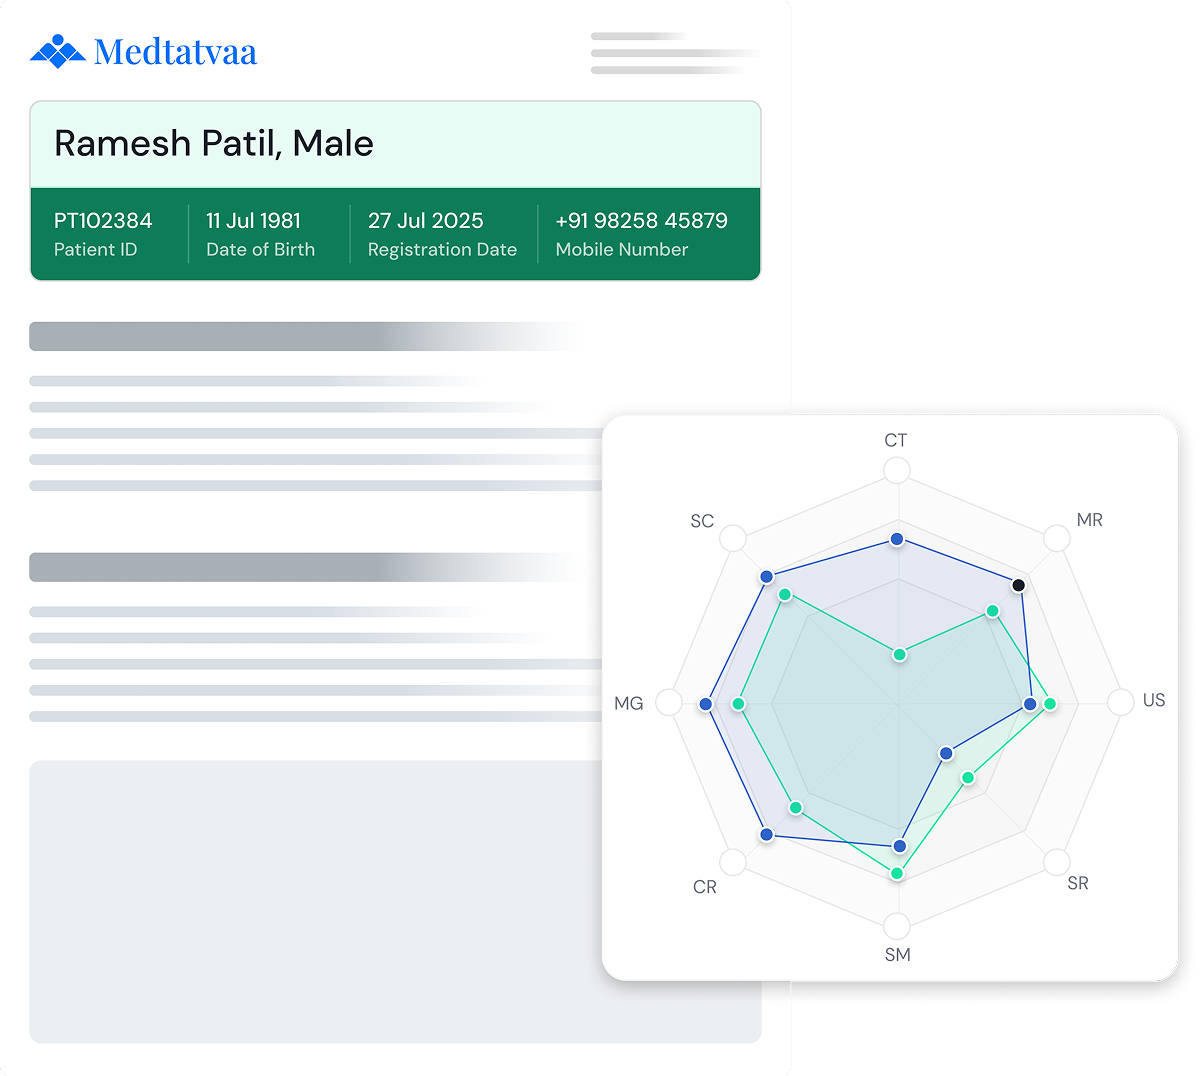 Medtatvaa
Ramesh Patil, Male
PT102384 11 Jul 1981 27 Jul 2025 +91 98258 45879
Patient ID Date of Birth Registration Date Mobile Number
CT
SC MR
MG US
CR SR
SM